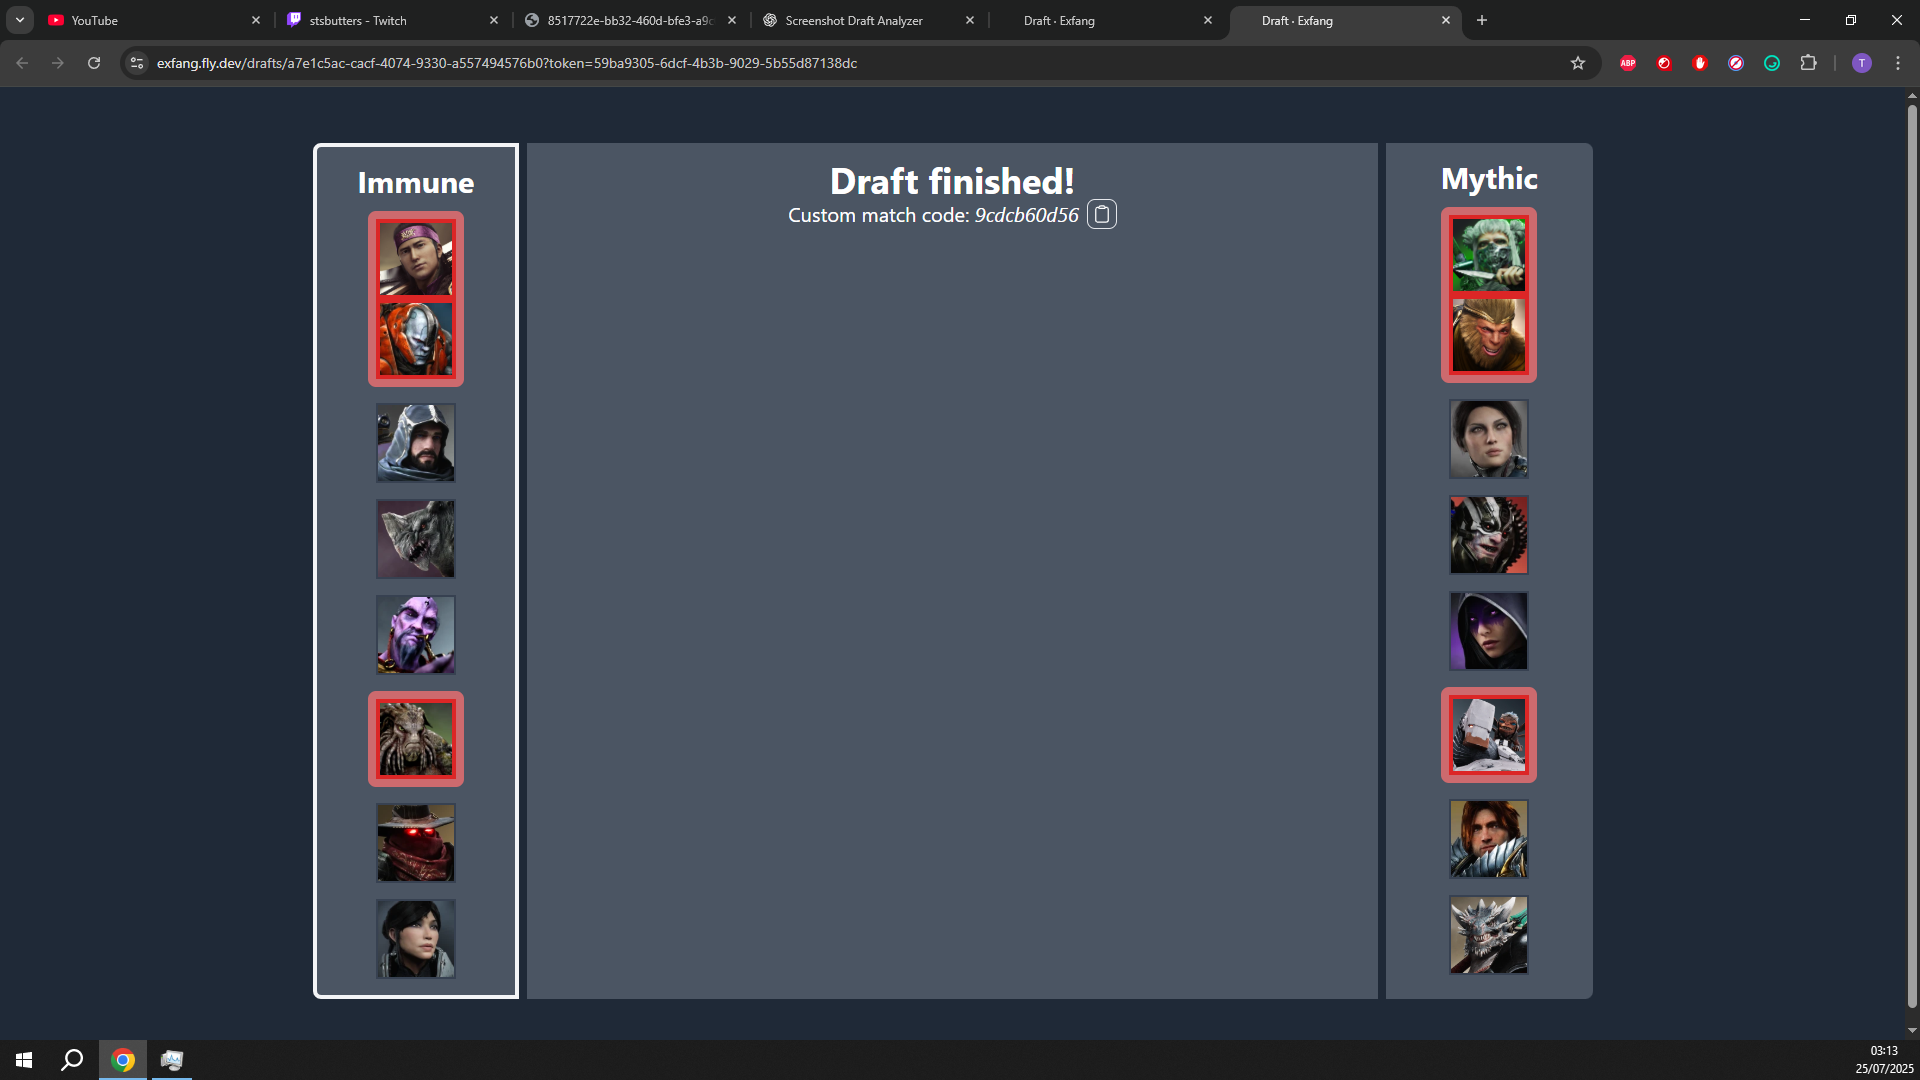 YouTube
stsbutters - Twitch
8517722e-bb32-460d-bfe3-a9c
Screenshot Draft Analyzer
Draft · Exfang
Draft · Exfang
exfang.fly.dev/drafts/a7e1c5ac-cacf-4074-9330-a557494576b0?token=59ba9305-6dcf-4b3b-9029-5b55d87138dc
ABP
T
Immune
Draft finished!
Custom match code: 9cdcb60d56
Mythic
03:13
25/07/2025